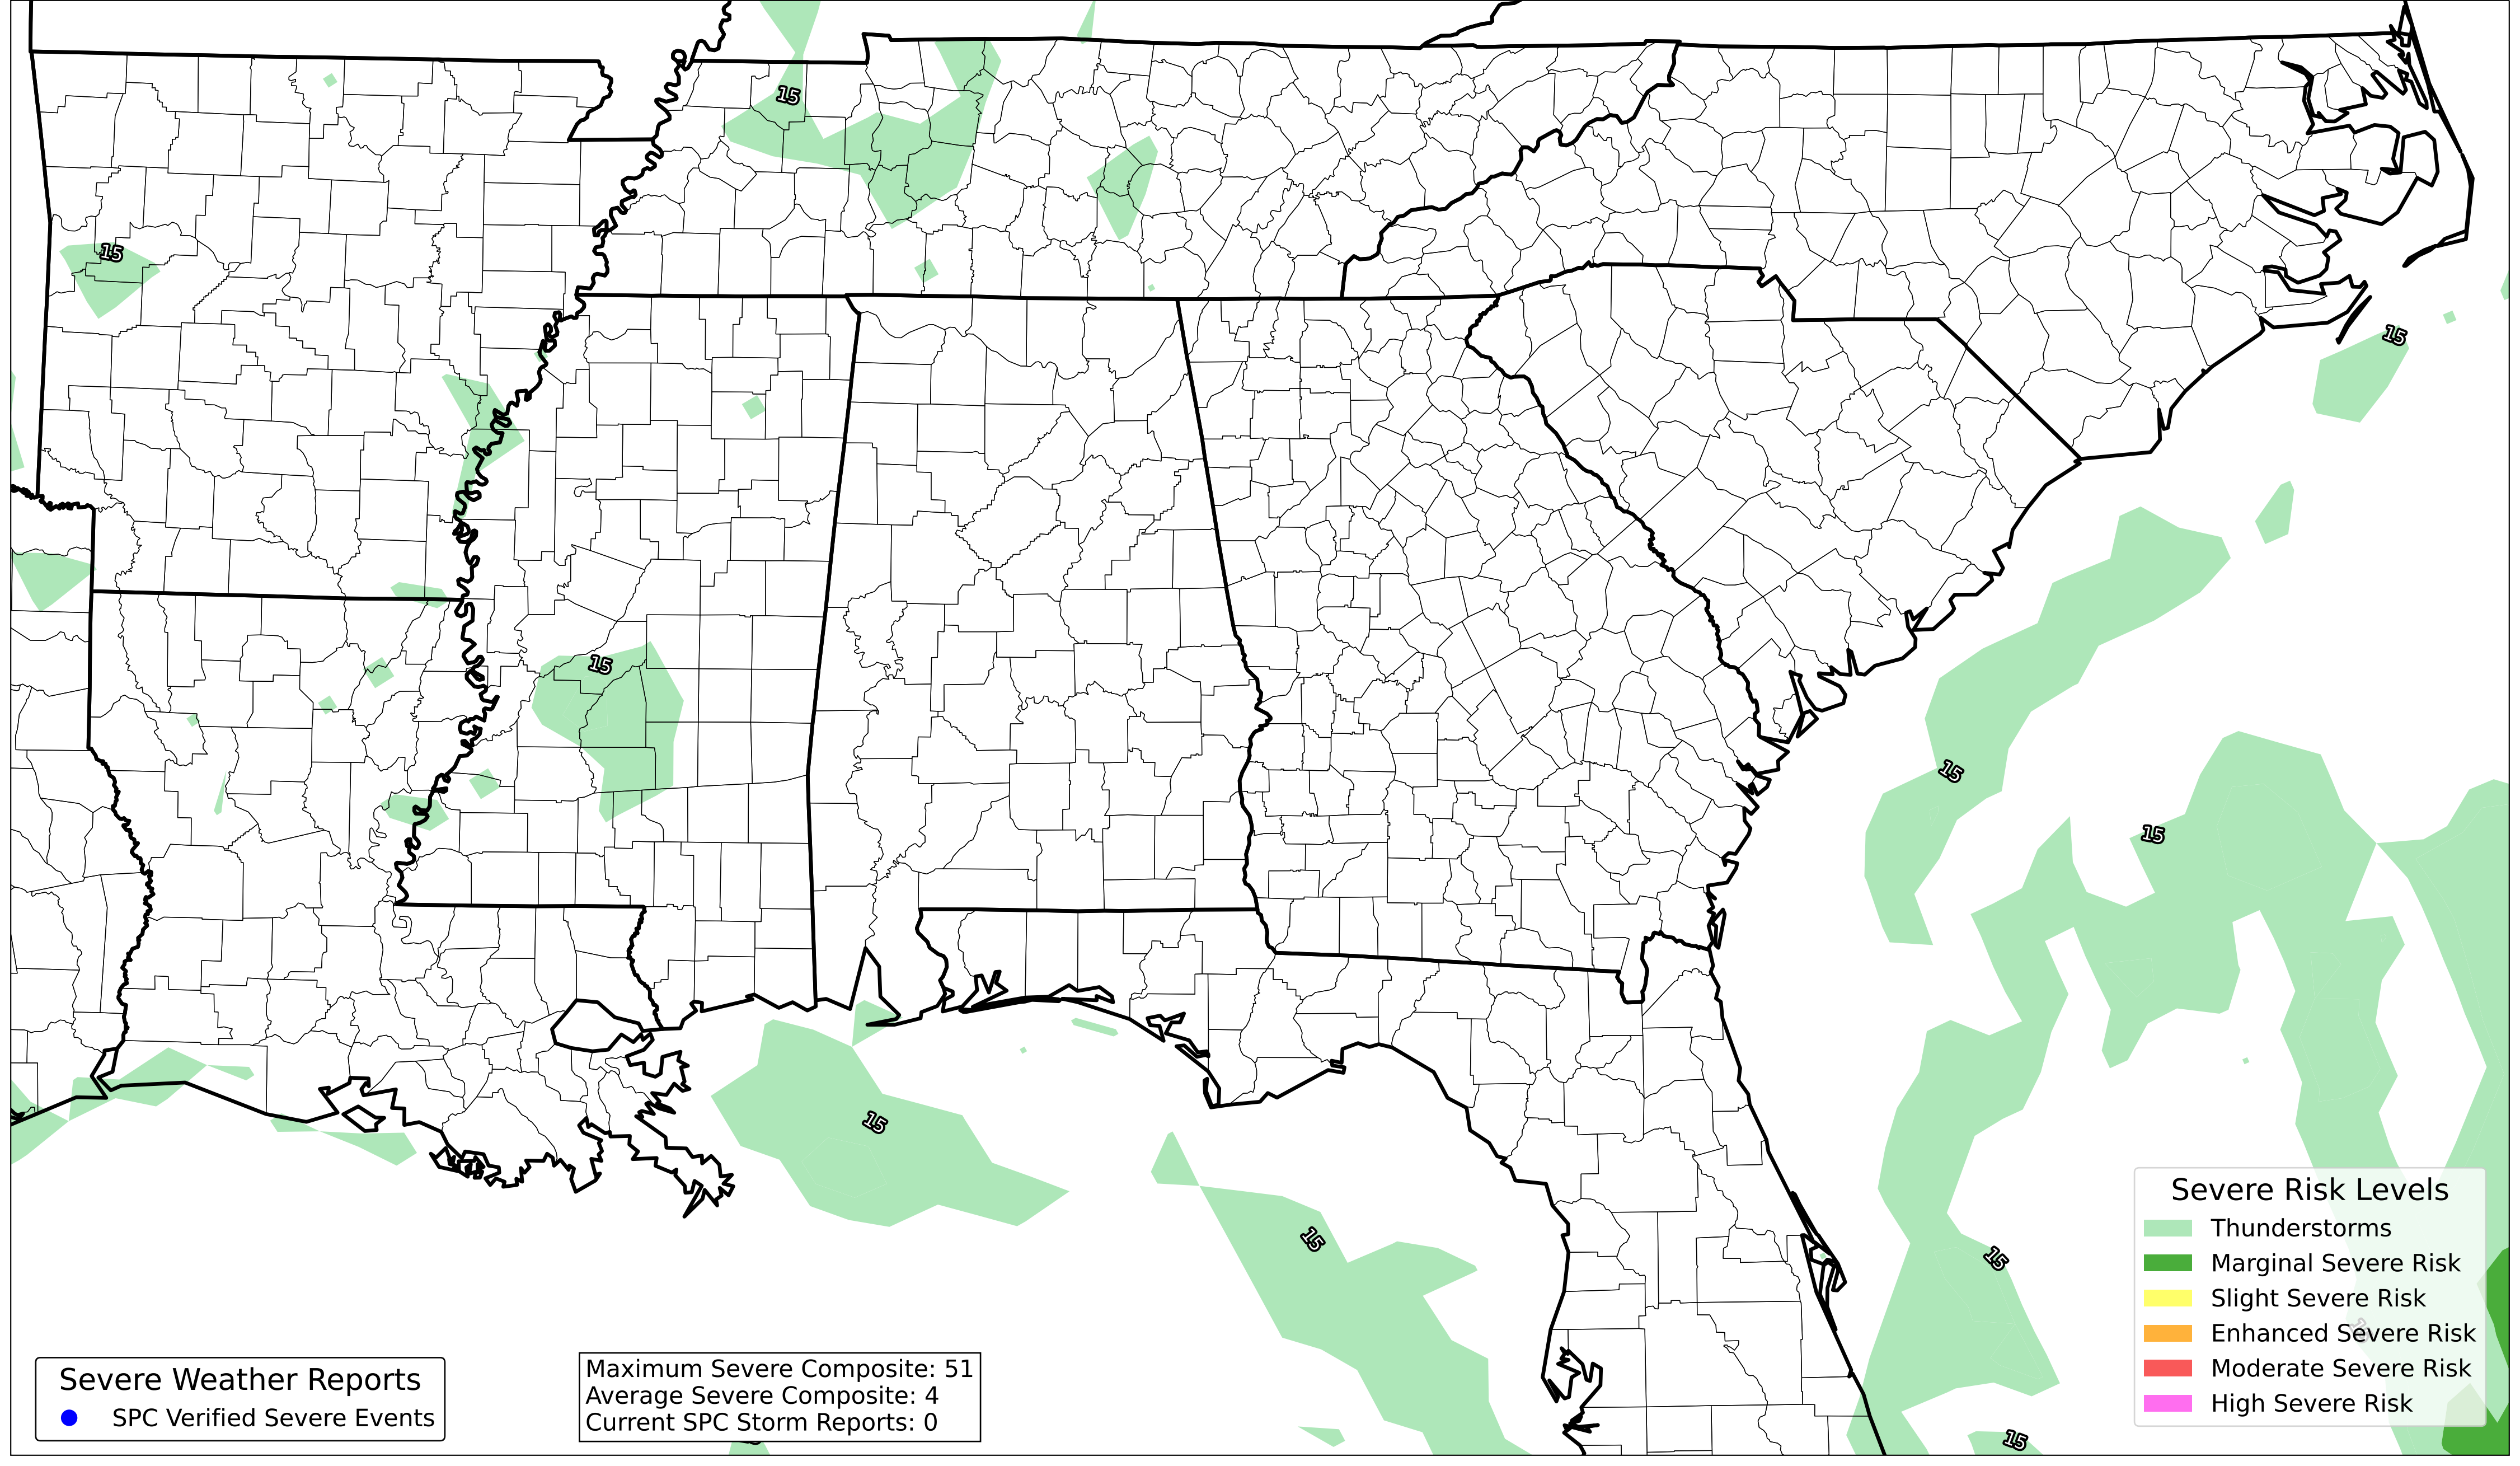 15
15
15
15
15
15
15
15
15
15
Severe Risk Levels
Thunderstorms
Marginal Severe Risk
Slight Severe Risk
Enhanced Severe Risk
Moderate Severe Risk
High Severe Risk
Severe Weather Reports
SPC Verified Severe Events
Maximum Severe Composite: 51
Average Severe Composite: 4
Current SPC Storm Reports: 0